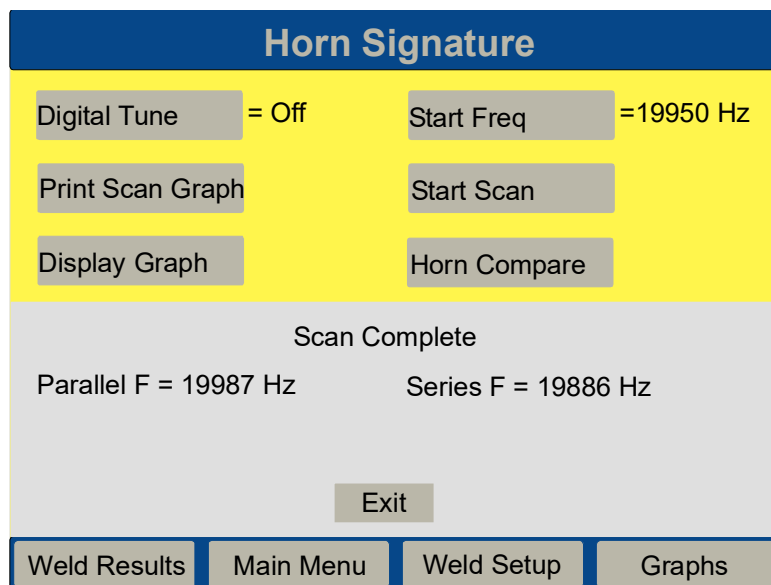 Horn Signature
Digital Tune = Off Start Freq =19950 Hz
Print Scan Graph Start Scan
Display Graph Horn Compare
Scan Complete
Parallel F = 19987 Hz Series F = 19886 Hz
Exit
Weld Results Main Menu Weld Setup Graphs